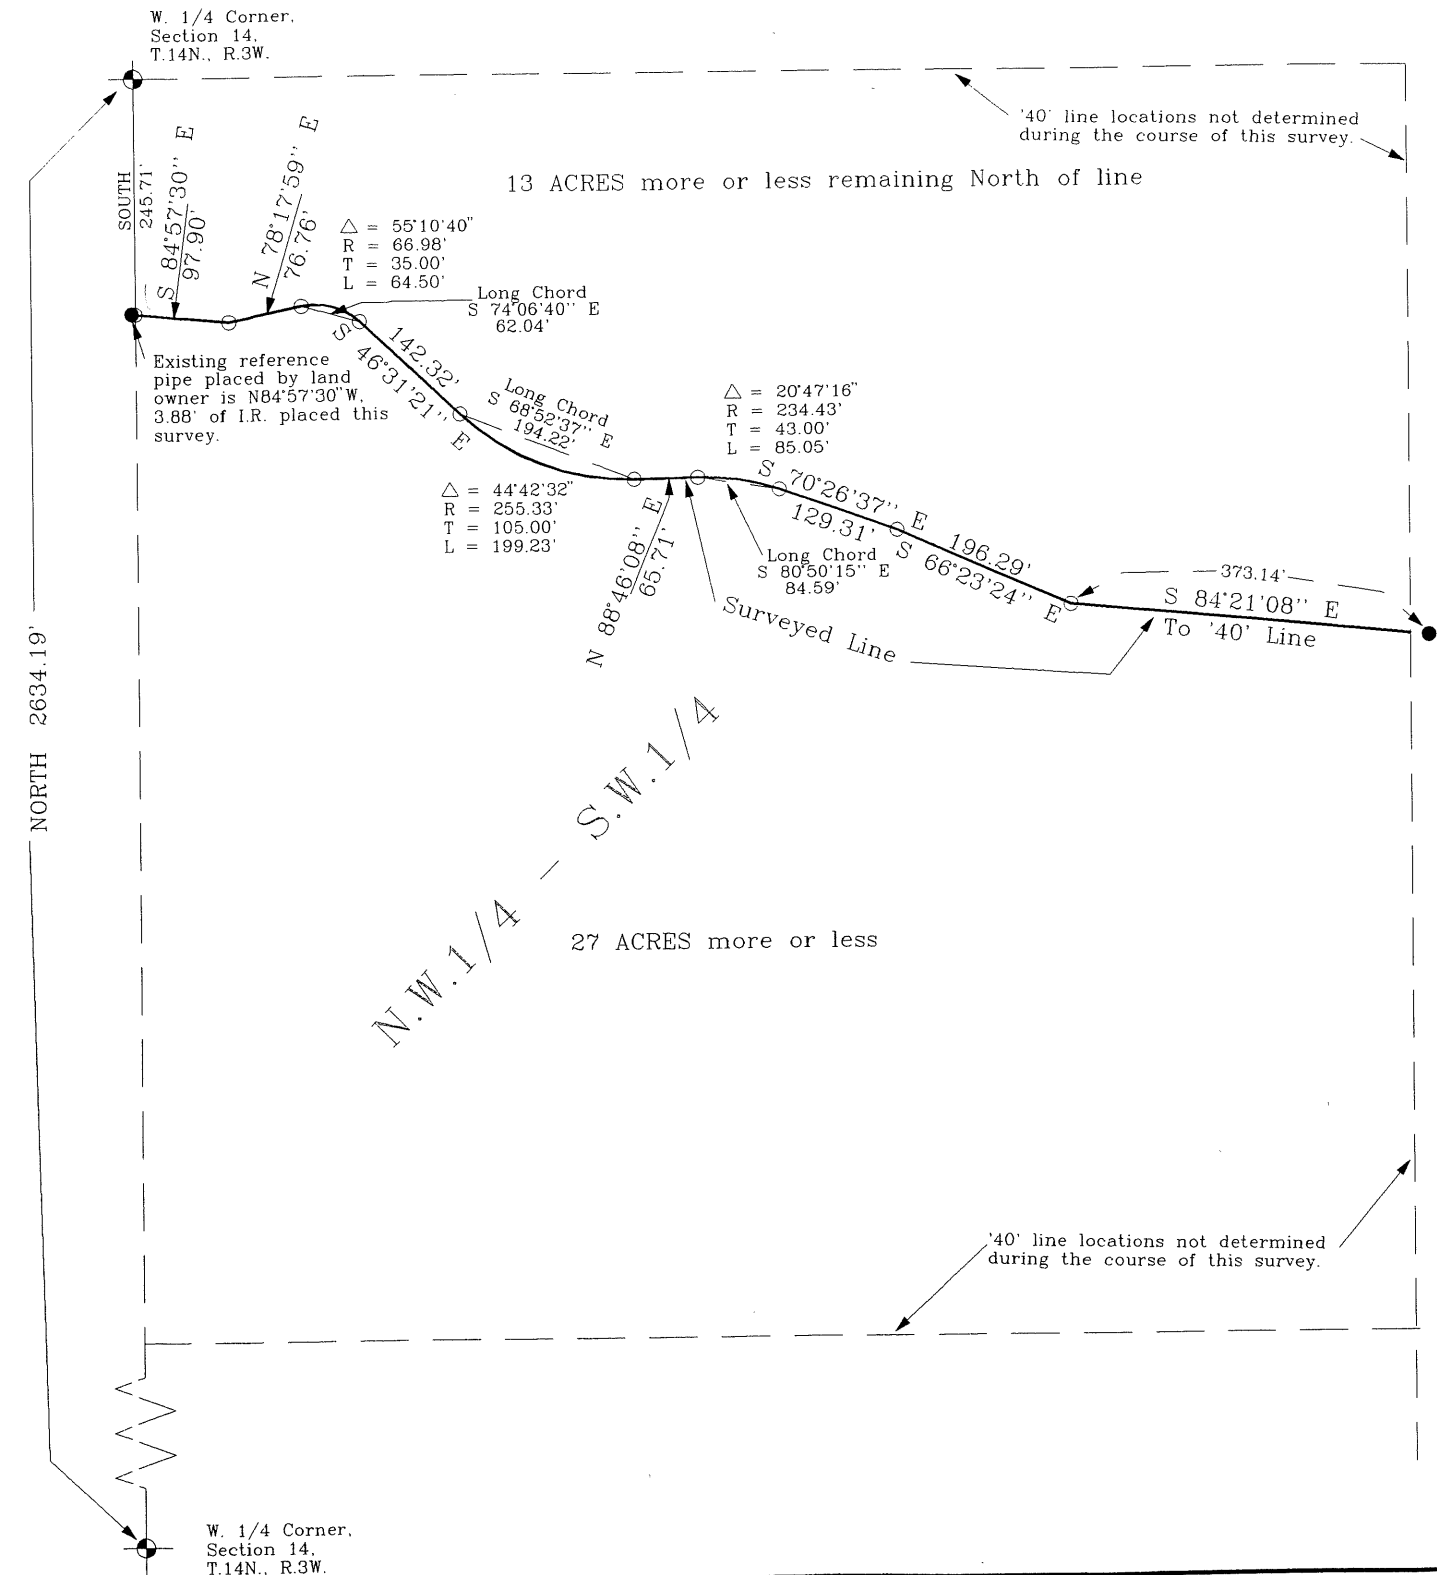 W. 1/4 Corner,
Section 14,
T.14N., R.3W.
'40' line locations not determined
during the course of this survey.
13 ACRES more or less remaining North of line
SOUTH
245.71'
S 84°57'30'' E
97.90'
N 78°17'59'' E
76.76'
△ = 55°10'40"
R = 66.98'
T = 35.00'
L = 64.50'
Long Chord
S 74°06'40'' E
62.04'
Existing reference
pipe placed by land
owner is N84°57'30"W,
3.88' of I.R. placed this
survey.
142.32'
S 46°31'21'' E
Long Chord
S 68°52'37'' E
194.22'
△ = 20°47'16"
R = 234.43'
T = 43.00'
L = 85.05'
△ = 44°42'32"
R = 255.33'
T = 105.00'
L = 199.23'
S 70°26'37'' E
129.31'
N 88°46'08'' E
65.71'
Long Chord
S 80°50'15'' E
84.59'
196.29'
S 66°23'24'' E
373.14'
S 84°21'08'' E
To '40' Line
Surveyed Line
NORTH 2634.19'
N.W.1/4 - S.W.1/4
27 ACRES more or less
'40' line locations not determined
during the course of this survey.
W. 1/4 Corner,
Section 14,
T.14N., R.3W.